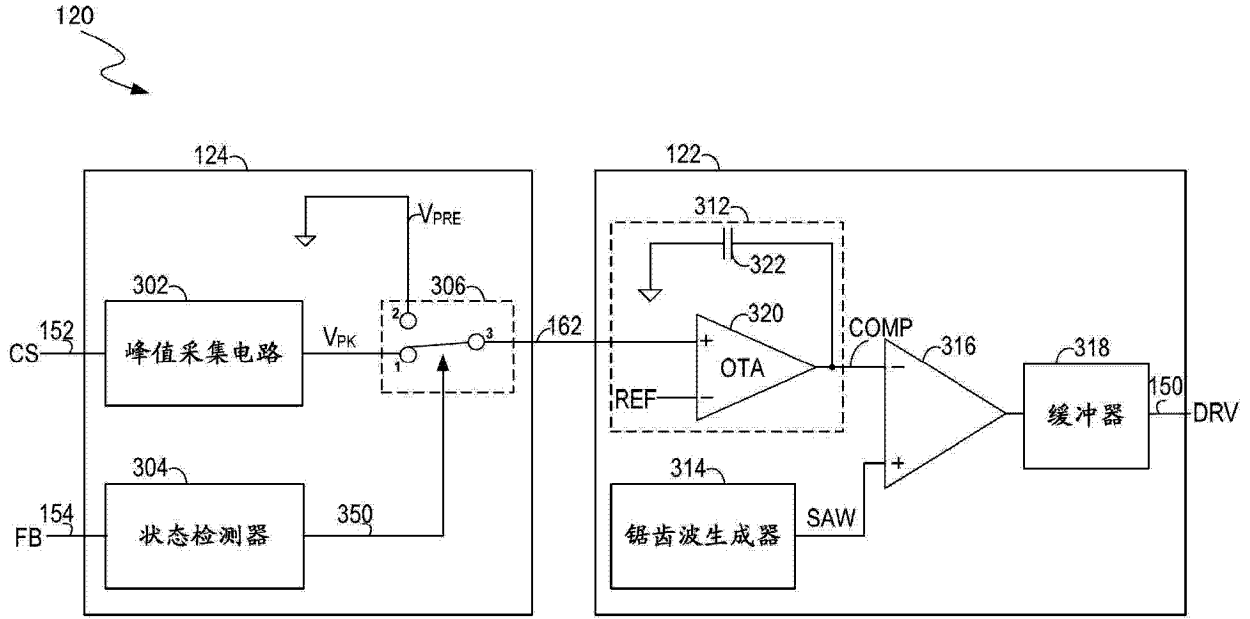 120
124
122
V_PRE
312
322
302
306
2
320
CS
152
峰值采集电路
V_PK
1
3
162
+
OTA
COMP
316
318
REF
−
−
缓冲器
150
DRV
304
314
+
FB
154
状态检测器
350
锯齿波生成器
SAW